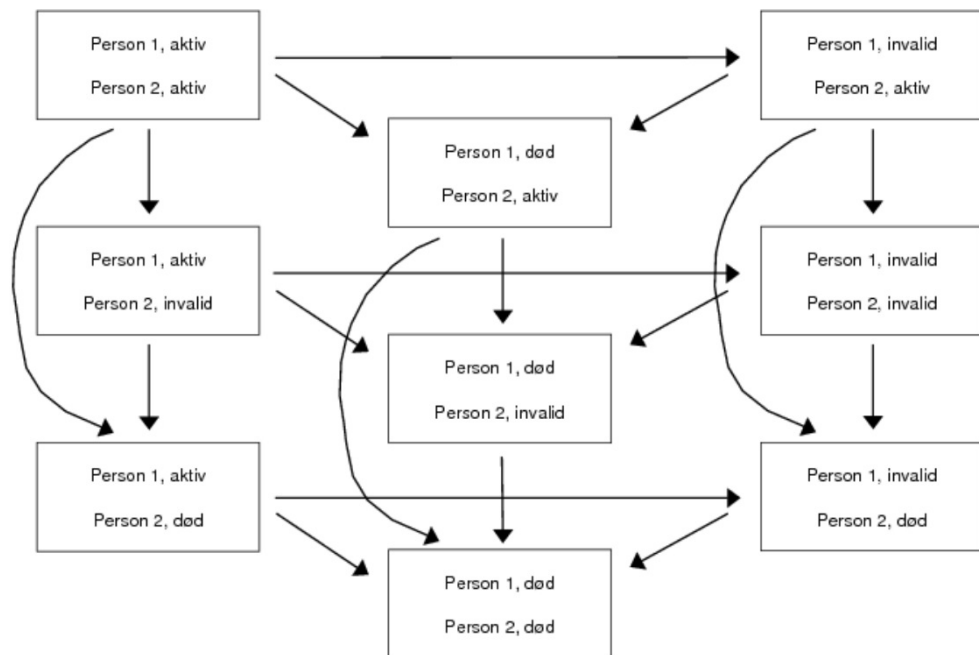 Person 1, aktiv
Person 2, aktiv
Person 1, invalid
Person 2, aktiv
Person 1, død
Person 2, aktiv
Person 1, aktiv
Person 2, invalid
Person 1, invalid
Person 2, invalid
Person 1, død
Person 2, invalid
Person 1, aktiv
Person 2, død
Person 1, invalid
Person 2, død
Person 1, død
Person 2, død